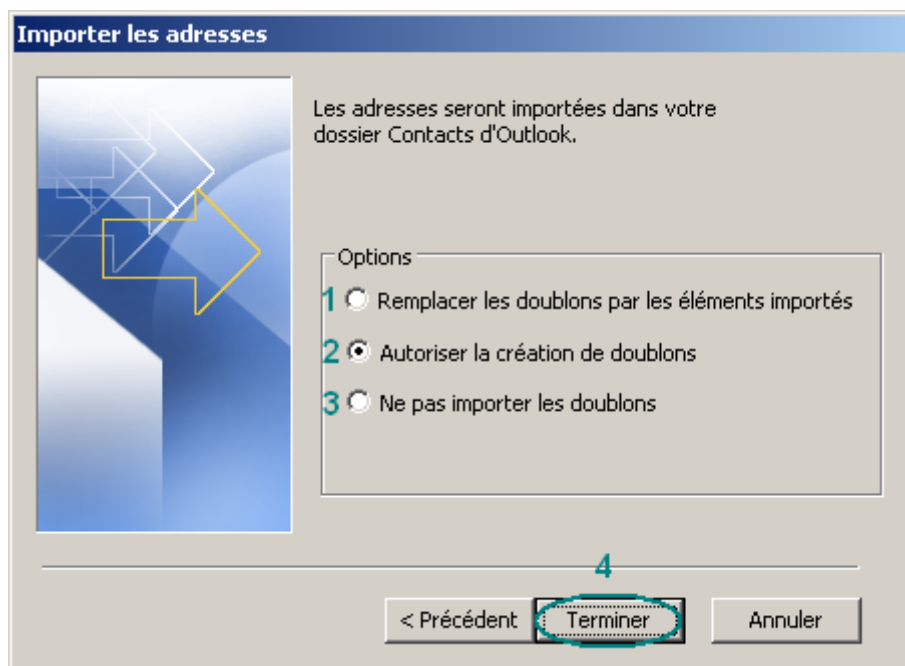 Importer les adresses
Les adresses seront importées dans votre
dossier Contacts d'Outlook.
Options
1 Remplacer les doublons par les éléments importés
2 Autoriser la création de doublons
3 Ne pas importer les doublons
4
< Précédent Terminer Annuler